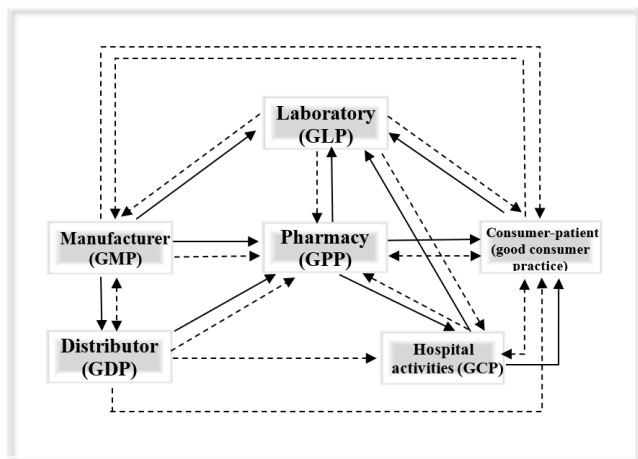 Laboratory
(GLP)
Manufacturer
(GMP)
Pharmacy
(GPP)
Consumer-patient
(good consumer
practice)
Distributor
(GDP)
Hospital
activities (GCP)